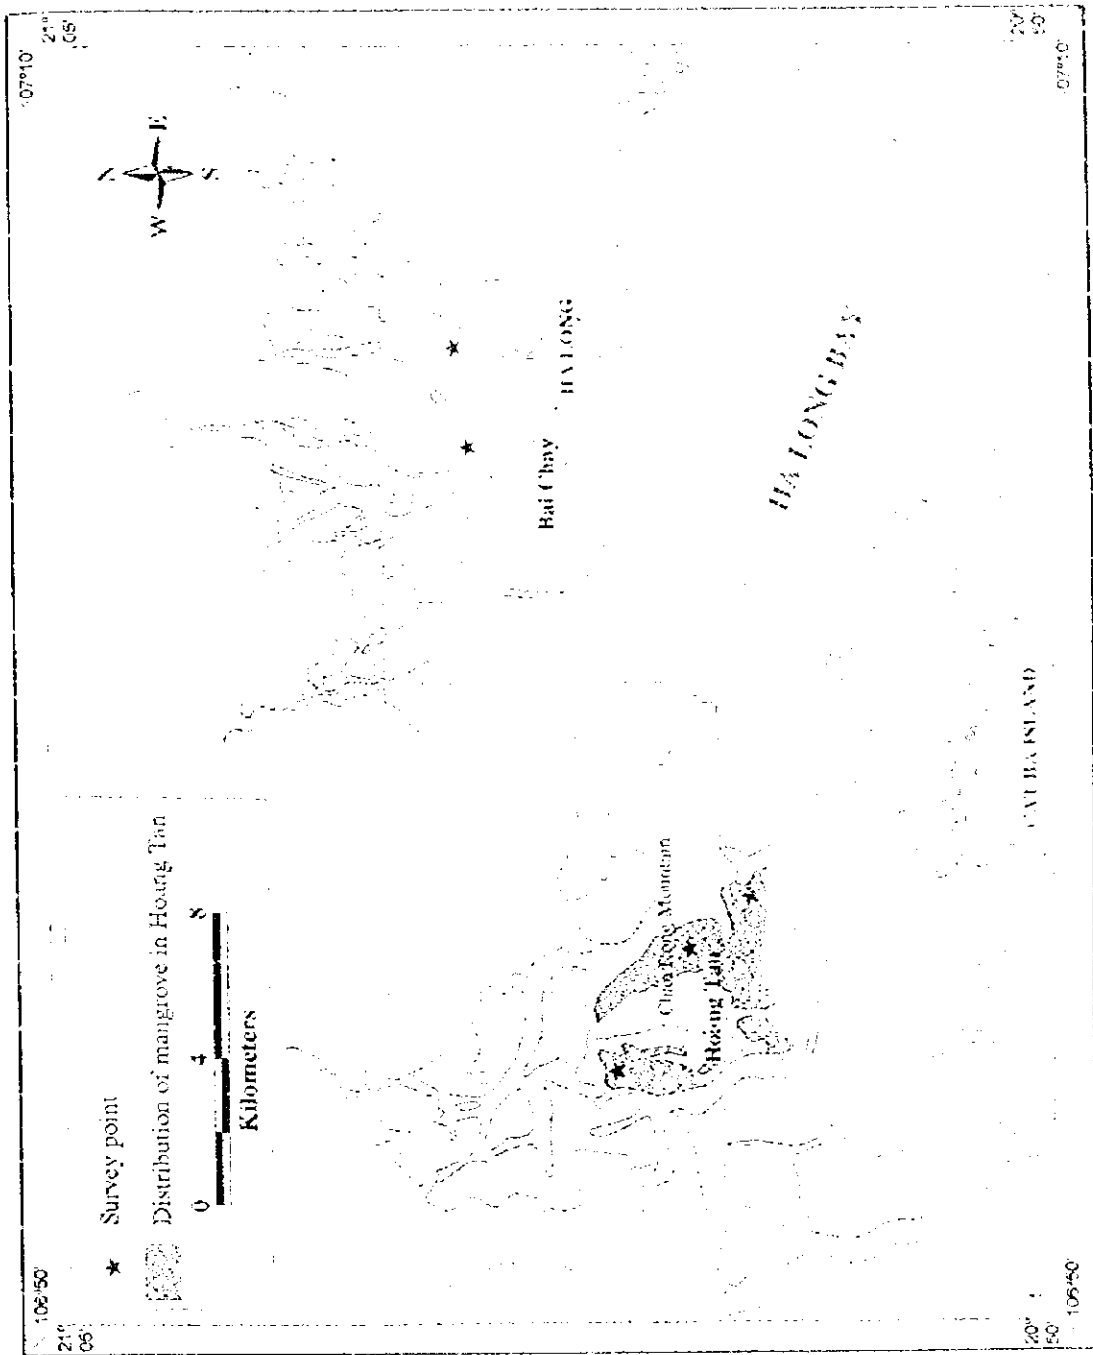 106°50'
107°10'
21°
05'
21°
05'
★ Survey point
Distribution of mangrove in Hoang Tan
0 4 8
Kilometers
N
W E
S
Bai Chay
HA LONG
HA LONG BAY
Chua Rong Mountain
Hoang Tan
CAT BA ISLAND
20°
50'
20°
50'
106°50'
107°10'